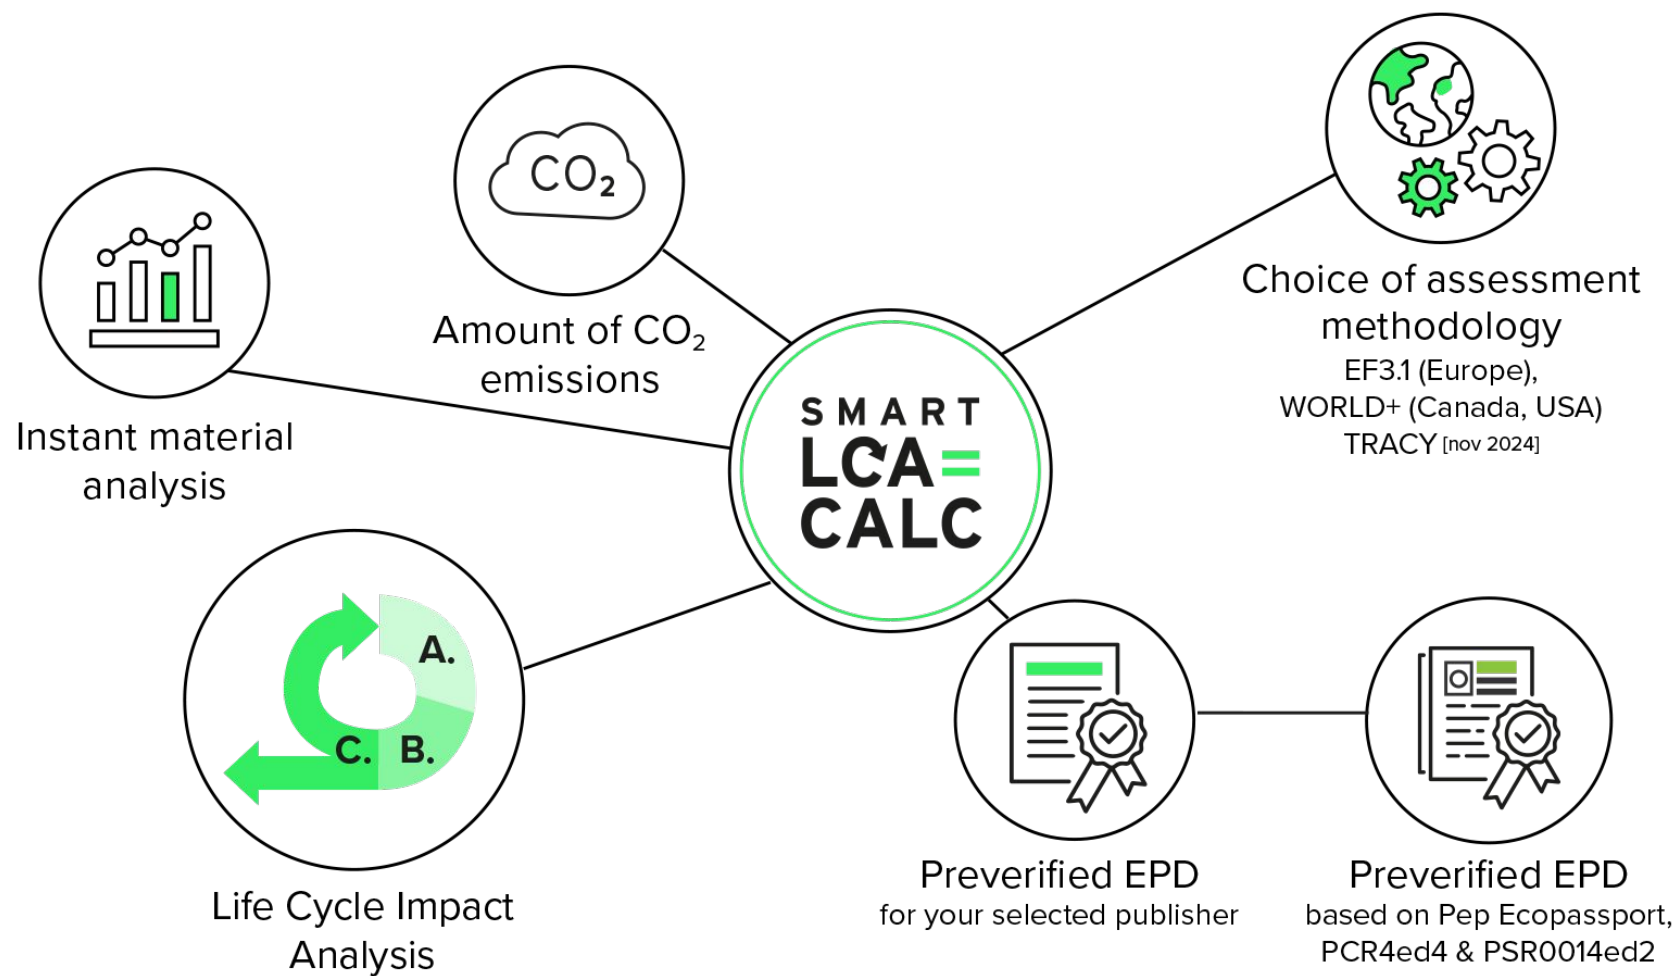 CO₂
Amount of CO₂
emissions
Instant material
analysis
Choice of assessment
methodology
EF3.1 (Europe),
WORLD+ (Canada, USA)
TRACY [nov 2024]
SMART
LCA=
CALC
A.
B.
C.
Life Cycle Impact
Analysis
Preverified EPD
for your selected publisher
Preverified EPD
based on Pep Ecopassport,
PCR4ed4 & PSR0014ed2